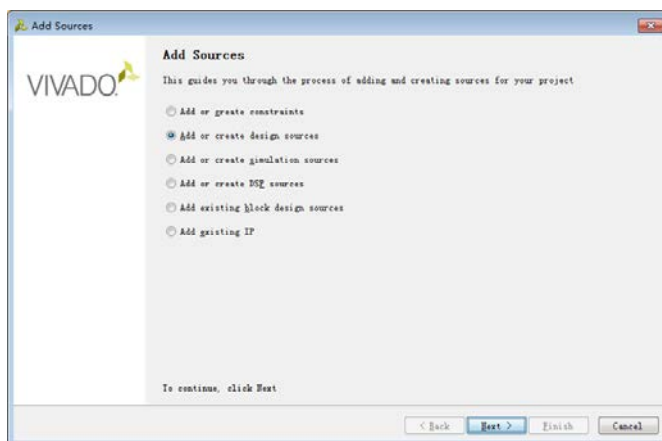 Add Sources
VIVADO
Add Sources
This guides you through the process of adding and creating sources for your project
Add or create constraints
Add or create design sources
Add or create simulation sources
Add or create DSP sources
Add existing block design sources
Add existing IP
To continue, click Next
< Back
Next >
Finish
Cancel